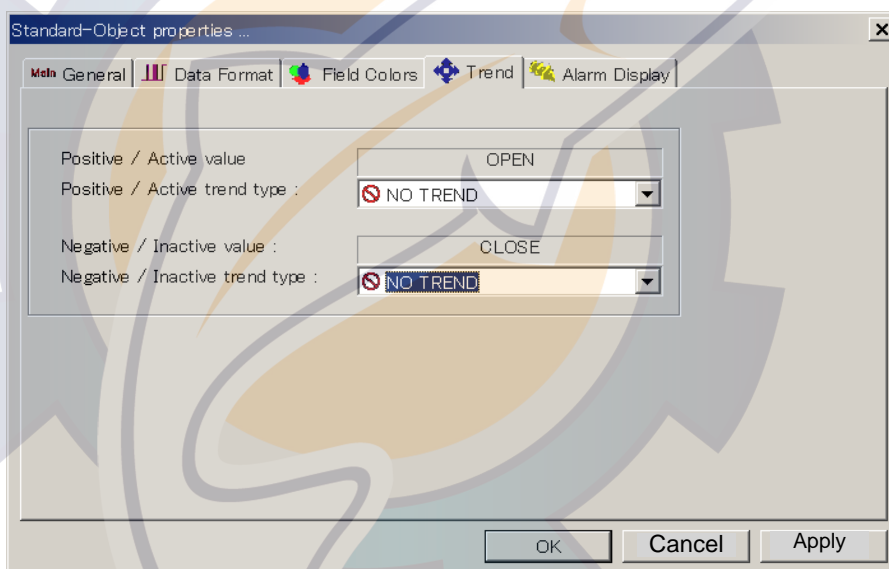 Standard-Object properties ...
Main General Data Format Field Colors Trend Alarm Display
Positive / Active value OPEN
Positive / Active trend type : NO TREND
Negative / Inactive value : CLOSE
Negative / Inactive trend type : NO TREND
OK Cancel Apply